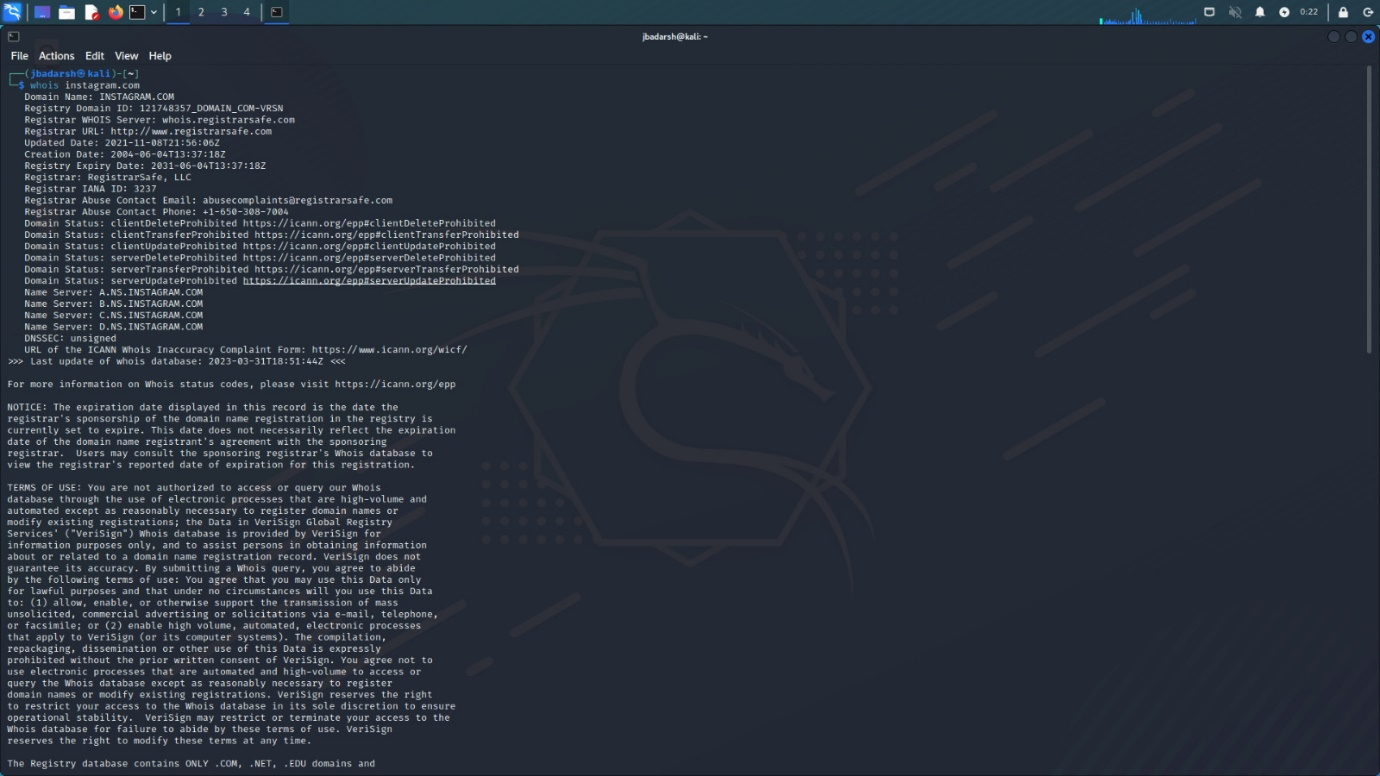 1 2 3 4
0:22
jbadarsh@kali: ~
File Actions Edit View Help
(jbadarsh㉿kali)-[~]
$ whois instagram.com
Domain Name: INSTAGRAM.COM
Registry Domain ID: 121748357_DOMAIN_COM-VRSN
Registrar WHOIS Server: whois.registrarsafe.com
Registrar URL: http://www.registrarsafe.com
Updated Date: 2021-11-08T21:56:06Z
Creation Date: 2004-06-04T13:37:18Z
Registry Expiry Date: 2031-06-04T13:37:18Z
Registrar: RegistrarSafe, LLC
Registrar IANA ID: 3237
Registrar Abuse Contact Email: abusecomplaints@registrarsafe.com
Registrar Abuse Contact Phone: +1-650-308-7004
Domain Status: clientDeleteProhibited https://icann.org/epp#clientDeleteProhibited
Domain Status: clientTransferProhibited https://icann.org/epp#clientTransferProhibited
Domain Status: clientUpdateProhibited https://icann.org/epp#clientUpdateProhibited
Domain Status: serverDeleteProhibited https://icann.org/epp#serverDeleteProhibited
Domain Status: serverTransferProhibited https://icann.org/epp#serverTransferProhibited
Domain Status: serverUpdateProhibited https://icann.org/epp#serverUpdateProhibited
Name Server: A.NS.INSTAGRAM.COM
Name Server: B.NS.INSTAGRAM.COM
Name Server: C.NS.INSTAGRAM.COM
Name Server: D.NS.INSTAGRAM.COM
DNSSEC: unsigned
URL of the ICANN Whois Inaccuracy Complaint Form: https://www.icann.org/wicf/
>>> Last update of whois database: 2023-03-31T18:51:44Z <<<
For more information on Whois status codes, please visit https://icann.org/epp
NOTICE: The expiration date displayed in this record is the date the
registrar's sponsorship of the domain name registration in the registry is
currently set to expire. This date does not necessarily reflect the expiration
date of the domain name registrant's agreement with the sponsoring
registrar. Users may consult the sponsoring registrar's Whois database to
view the registrar's reported date of expiration for this registration.
TERMS OF USE: You are not authorized to access or query our Whois
database through the use of electronic processes that are high-volume and
automated except as reasonably necessary to register domain names or
modify existing registrations; the Data in VeriSign Global Registry
Services' ("VeriSign") Whois database is provided by VeriSign for
information purposes only, and to assist persons in obtaining information
about or related to a domain name registration record. VeriSign does not
guarantee its accuracy. By submitting a Whois query, you agree to abide
by the following terms of use: You agree that you may use this Data only
for lawful purposes and that under no circumstances will you use this Data
to: (1) allow, enable, or otherwise support the transmission of mass
unsolicited, commercial advertising or solicitations via e-mail, telephone,
or facsimile; or (2) enable high volume, automated, electronic processes
that apply to VeriSign (or its computer systems). The compilation,
repackaging, dissemination or other use of this Data is expressly
prohibited without the prior written consent of VeriSign. You agree not to
use electronic processes that are automated and high-volume to access or
query the Whois database except as reasonably necessary to register
domain names or modify existing registrations. VeriSign reserves the right
to restrict your access to the Whois database in its sole discretion to ensure
operational stability. VeriSign may restrict or terminate your access to the
Whois database for failure to abide by these terms of use. VeriSign
reserves the right to modify these terms at any time.
The Registry database contains ONLY .COM, .NET, .EDU domains and